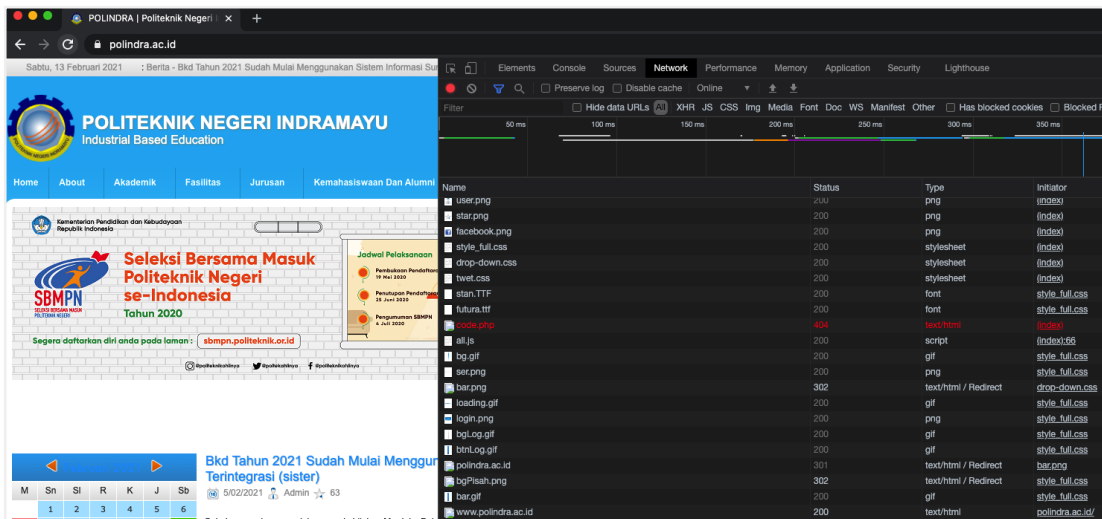 POLINDRA | Politeknik Negeri I
polindra.ac.id
Sabtu, 13 Februari 2021 : Berita - Bkd Tahun 2021 Sudah Mulai Menggunakan Sistem Informasi Sur
POLITEKNIK NEGERI INDRAMAYU
Industrial Based Education
Home About Akademik Fasilitas Jurusan Kemahasiswaan Dan Alumni
Kementerian Pendidikan dan Kebudayaan
Republik Indonesia
SBMPN
SELEKSI BERSAMA MASUK
POLITEKNIK NEGERI
Seleksi Bersama Masuk
Politeknik Negeri
se-Indonesia
Tahun 2020
Jadwal Pelaksanaan
Pembukaan Pendaftaran
19 Mei 2020
Penutupan Pendaftaran
25 Juni 2020
Pengumuman SBMPN
4 Juli 2020
Segera daftarkan diri anda pada laman : sbmpn.politeknik.or.id
@politeknikahlinya @politeknikahlinya @politeknikahlinya
M Sn Sl R K J Sb
1 2 3 4 5 6
Bkd Tahun 2021 Sudah Mulai Menggun
Terintegrasi (sister)
5/02/2021 Admin 63
Elements Console Sources Network Performance Memory Application Security Lighthouse
Preserve log Disable cache Online
Filter Hide data URLs All XHR JS CSS Img Media Font Doc WS Manifest Other Has blocked cookies Blocked R
50 ms 100 ms 150 ms 200 ms 250 ms 300 ms 350 ms
Name Status Type Initiator
user.png 200 png (index)
star.png 200 png (index)
facebook.png 200 png (index)
style_full.css 200 stylesheet (index)
drop-down.css 200 stylesheet (index)
twet.css 200 stylesheet (index)
stan.TTF 200 font style_full.css
futura.ttf 200 font style_full.css
code.php 404 text/html (index)
all.js 200 script (index):66
bg.gif 200 gif style_full.css
ser.png 200 png style_full.css
bar.png 302 text/html / Redirect drop-down.css
loading.gif 200 gif style_full.css
login.png 200 png style_full.css
bgLog.gif 200 gif style_full.css
btnLog.gif 200 gif style_full.css
polindra.ac.id 301 text/html / Redirect bar.png
bgPisah.png 302 text/html / Redirect style_full.css
bar.gif 200 gif style_full.css
www.polindra.ac.id 200 text/html polindra.ac.id/